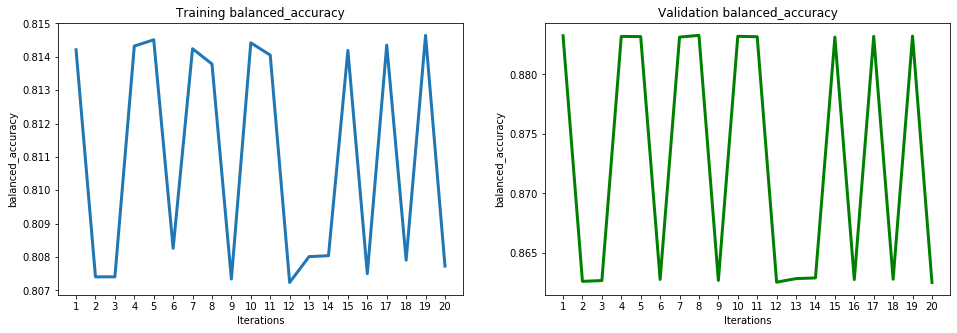 Training balanced_accuracy
balanced_accuracy
0.815
0.814
0.813
0.812
0.811
0.810
0.809
0.808
0.807
1 2 3 4 5 6 7 8 9 10 11 12 13 14 15 16 17 18 19 20
Iterations
Validation balanced_accuracy
balanced_accuracy
0.880
0.875
0.870
0.865
1 2 3 4 5 6 7 8 9 10 11 12 13 14 15 16 17 18 19 20
Iterations